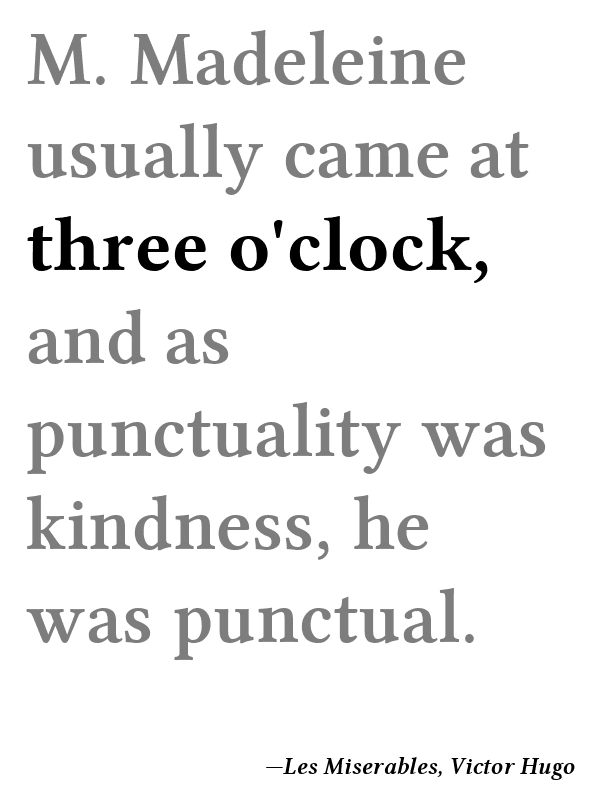 M. Madeleine
usually came at
three o'clock,
and as
punctuality was
kindness, he
was punctual.
—Les Miserables, Victor Hugo